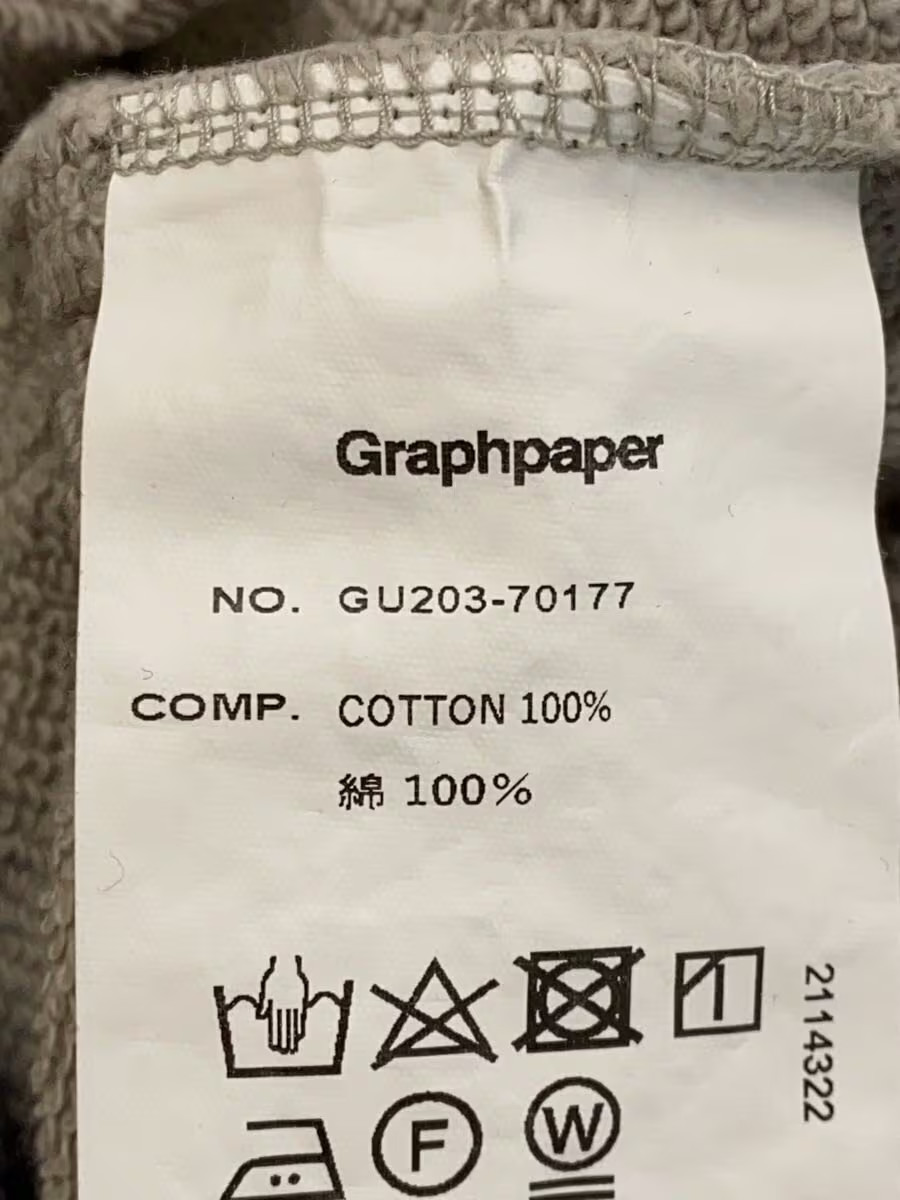 Graphpaper
NO. GU203-70177
COMP. COTTON 100%
綿 100%
2114322
F
W